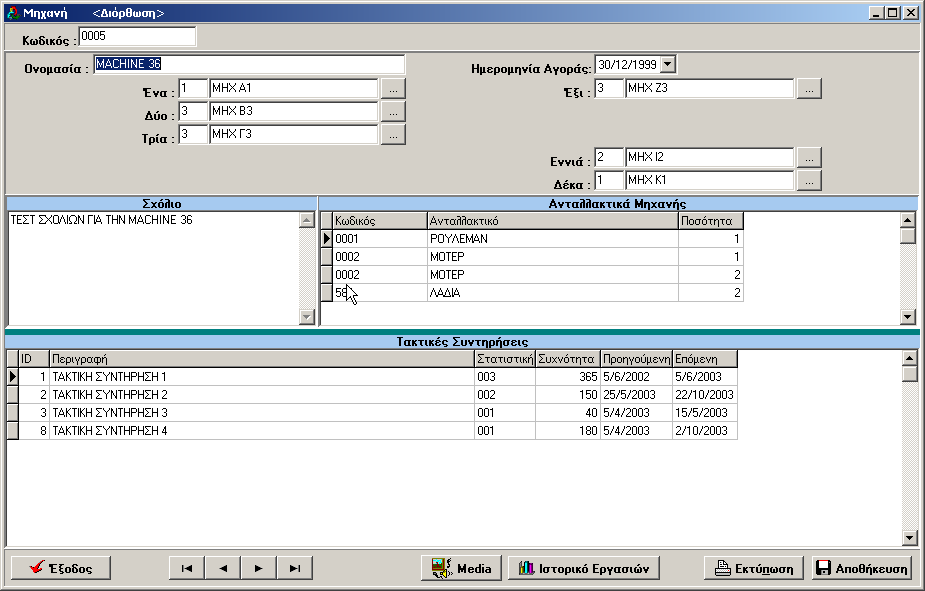 Μηχανή <Διόρθωση>
Κωδικός : 0005
Ονομασία : MACHINE 36 Ημερομηνία Αγοράς: 30/12/1999
Ένα : 1 ΜΗΧ Α1 ... Έξι : 3 ΜΗΧ Ζ3 ...
Δύο : 3 ΜΗΧ Β3 ...
Τρία : 3 ΜΗΧ Γ3 ...
Εννιά : 2 ΜΗΧ Ι2 ...
Δέκα : 1 ΜΗΧ Κ1 ...
Σχόλιο
ΤΕΣΤ ΣΧΟΛΙΩΝ ΓΙΑ ΤΗΝ MACHINE 36
Ανταλλακτικά Μηχανής
Κωδικός Ανταλλακτικό Ποσότητα
0001 ΡΟΥΛΕΜΑΝ 1
0002 ΜΟΤΕΡ 1
0002 ΜΟΤΕΡ 2
ΛΑΔΙΑ 2
Τακτικές Συντηρήσεις
ID Περιγραφή Στατιστική Συχνότητα Προηγούμενη Επόμενη
1 ΤΑΚΤΙΚΗ ΣΥΝΤΗΡΗΣΗ 1 003 365 5/6/2002 5/6/2003
2 ΤΑΚΤΙΚΗ ΣΥΝΤΗΡΗΣΗ 2 002 150 25/5/2003 22/10/2003
3 ΤΑΚΤΙΚΗ ΣΥΝΤΗΡΗΣΗ 3 001 40 5/4/2003 15/5/2003
8 ΤΑΚΤΙΚΗ ΣΥΝΤΗΡΗΣΗ 4 001 180 5/4/2003 2/10/2003
Έξοδος Media Ιστορικό Εργασιών Εκτύπωση Αποθήκευση